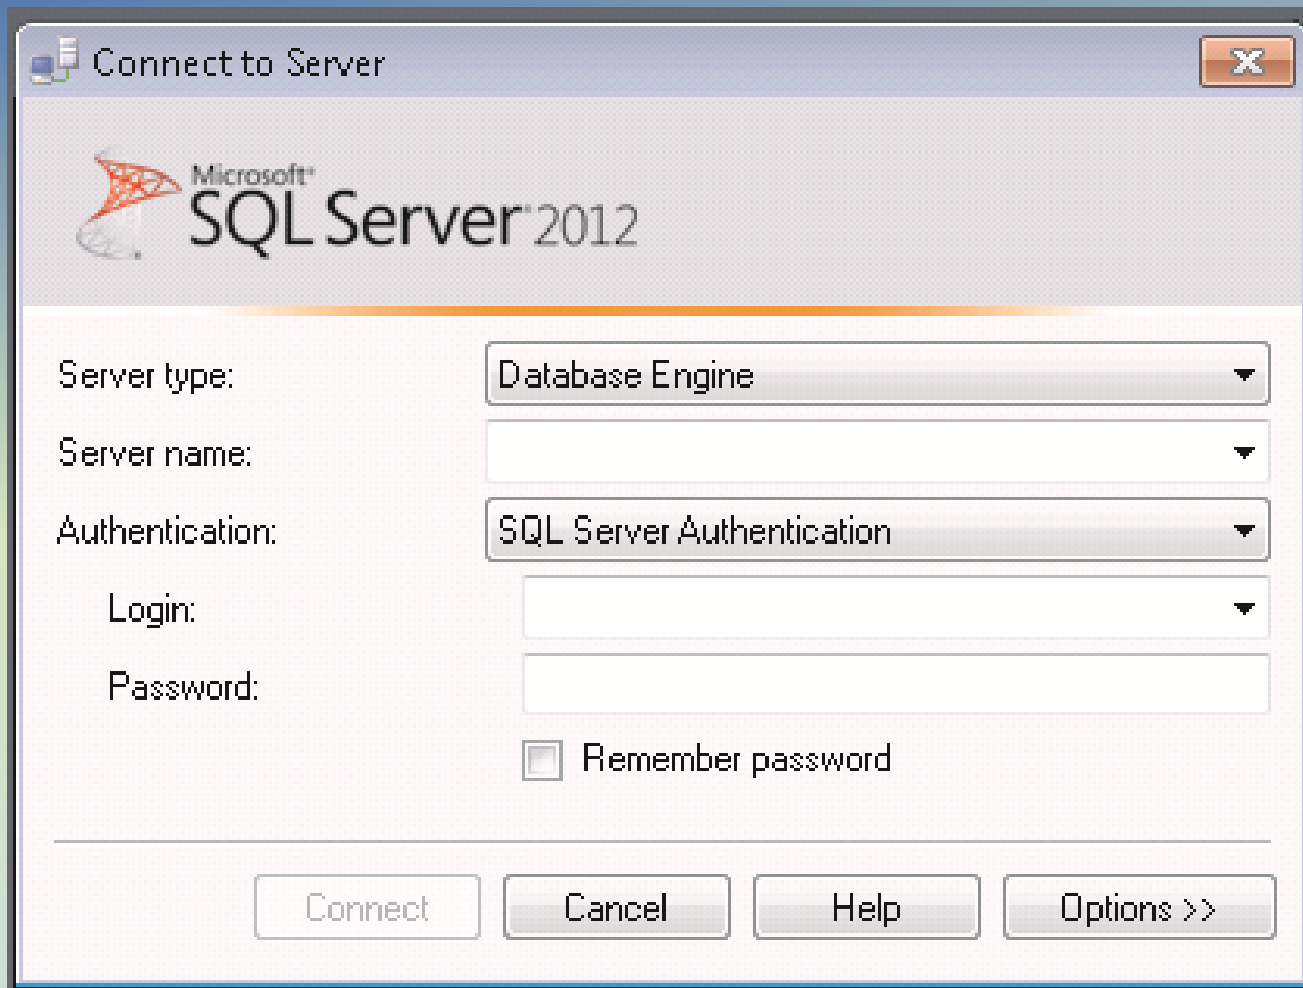 Connect to Server
Microsoft®
SQL Server® 2012
Server type:
Database Engine
Server name:
Authentication:
SQL Server Authentication
Login:
Password:
Remember password
Connect
Cancel
Help
Options >>